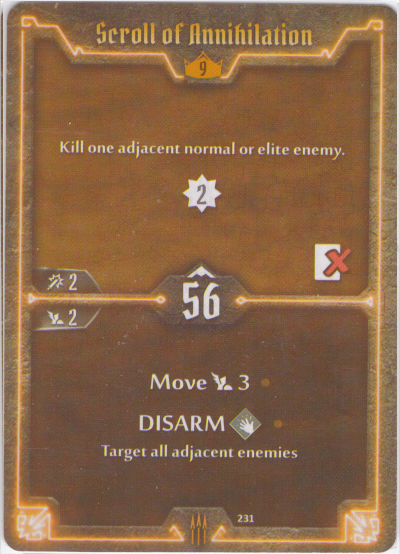 Scroll of Annihilation
9
Kill one adjacent normal or elite enemy.
2
2
56
2
Move 3
DISARM
Target all adjacent enemies
231